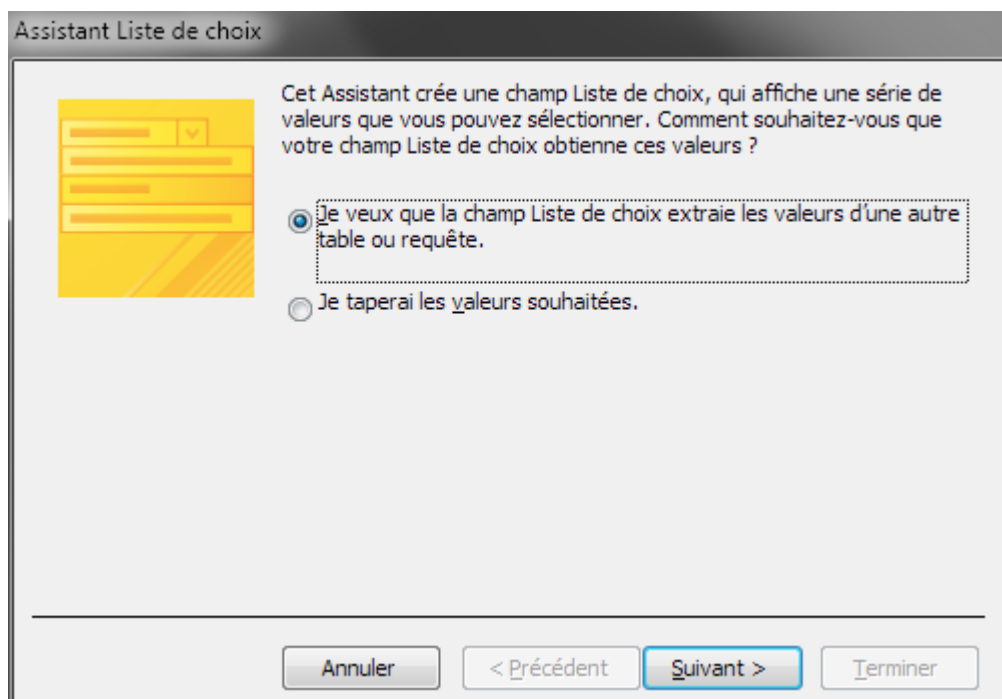 Assistant Liste de choix
Cet Assistant crée une champ Liste de choix, qui affiche une série de
valeurs que vous pouvez sélectionner. Comment souhaitez-vous que
votre champ Liste de choix obtienne ces valeurs ?
Je veux que la champ Liste de choix extraie les valeurs d'une autre
table ou requête.
Je taperai les valeurs souhaitées.
Annuler < Précédent Suivant > Terminer